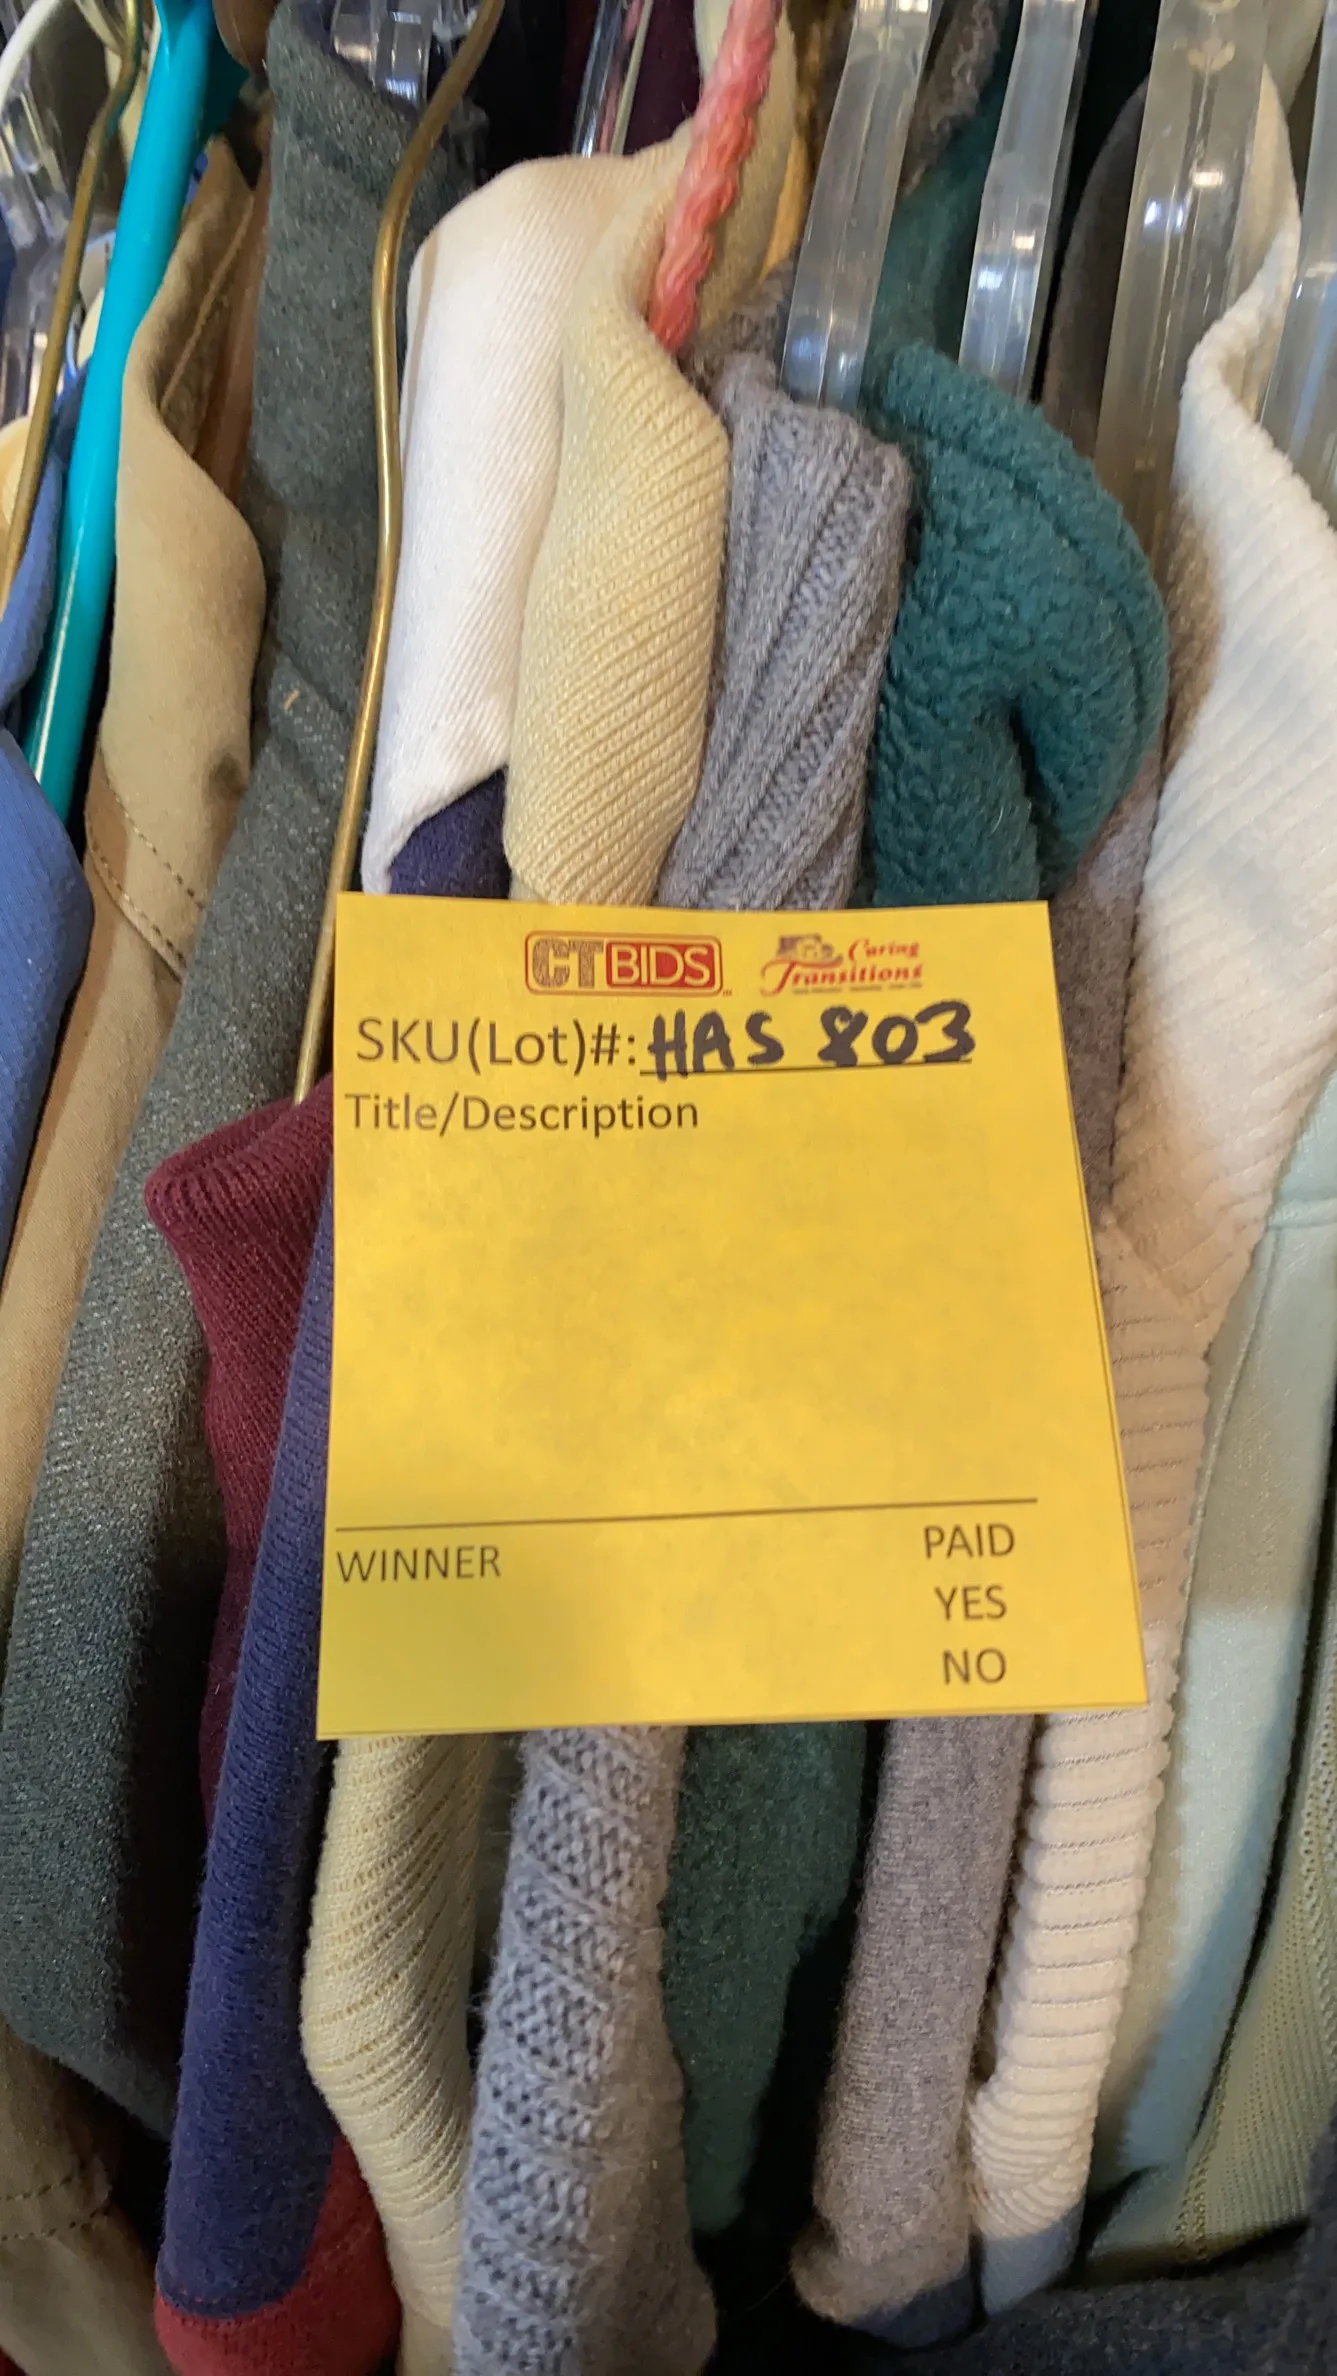 CTBIDS
Caring
Transitions
SKU(Lot)#: HAS 803
Title/Description
WINNER
PAID
YES
NO